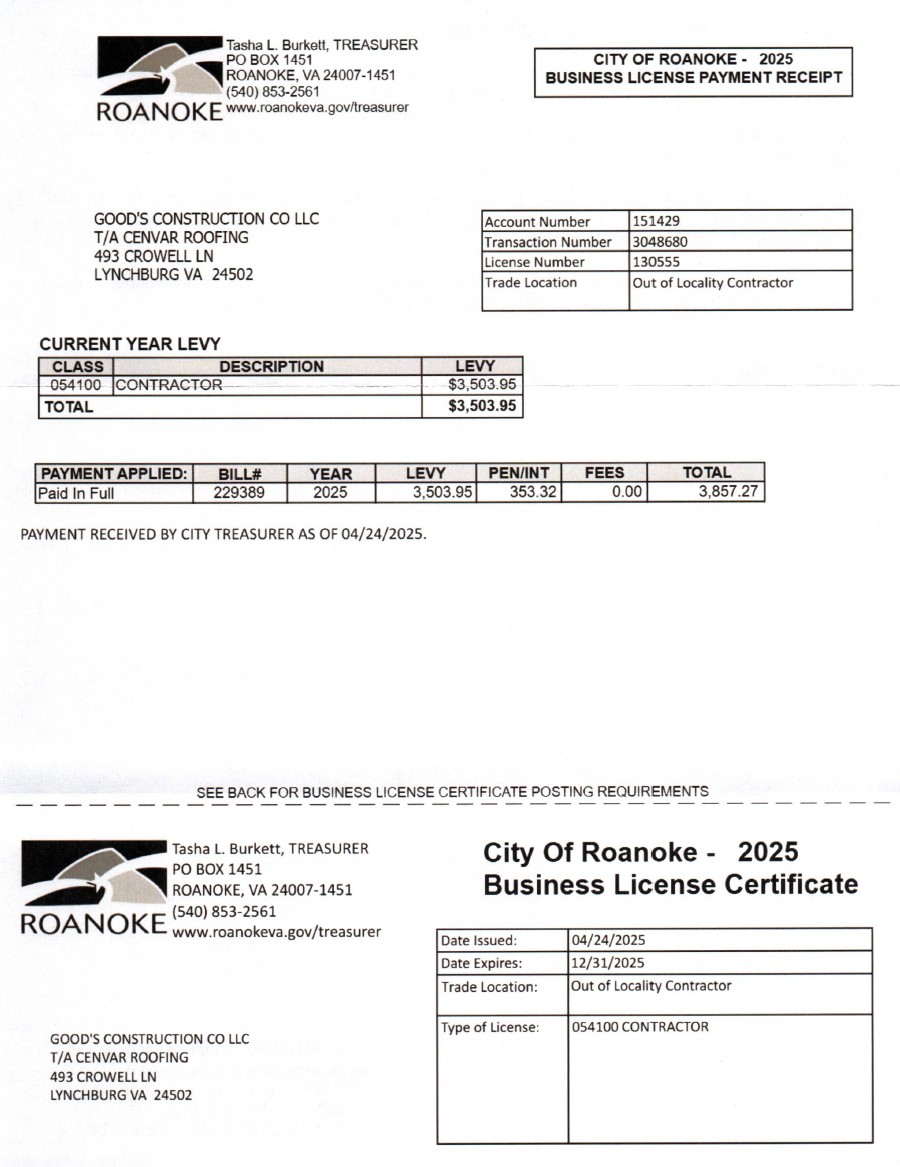 Tasha L. Burkett, TREASURER
PO BOX 1451
ROANOKE, VA 24007-1451
(540) 853-2561
www.roanokeva.gov/treasurer
ROANOKE
CITY OF ROANOKE - 2025
BUSINESS LICENSE PAYMENT RECEIPT
GOOD'S CONSTRUCTION CO LLC
T/A CENVAR ROOFING
493 CROWELL LN
LYNCHBURG VA 24502
Account Number 151429
Transaction Number 3048680
License Number 130555
Trade Location Out of Locality Contractor
CURRENT YEAR LEVY
CLASS DESCRIPTION LEVY
054100 CONTRACTOR $3,503.95
TOTAL $3,503.95
PAYMENT APPLIED: BILL# YEAR LEVY PEN/INT FEES TOTAL
Paid In Full 229389 2025 3,503.95 353.32 0.00 3,857.27
PAYMENT RECEIVED BY CITY TREASURER AS OF 04/24/2025.
SEE BACK FOR BUSINESS LICENSE CERTIFICATE POSTING REQUIREMENTS
Tasha L. Burkett, TREASURER
PO BOX 1451
ROANOKE, VA 24007-1451
(540) 853-2561
www.roanokeva.gov/treasurer
ROANOKE
City Of Roanoke - 2025
Business License Certificate
Date Issued: 04/24/2025
Date Expires: 12/31/2025
Trade Location: Out of Locality Contractor
Type of License: 054100 CONTRACTOR
GOOD'S CONSTRUCTION CO LLC
T/A CENVAR ROOFING
493 CROWELL LN
LYNCHBURG VA 24502